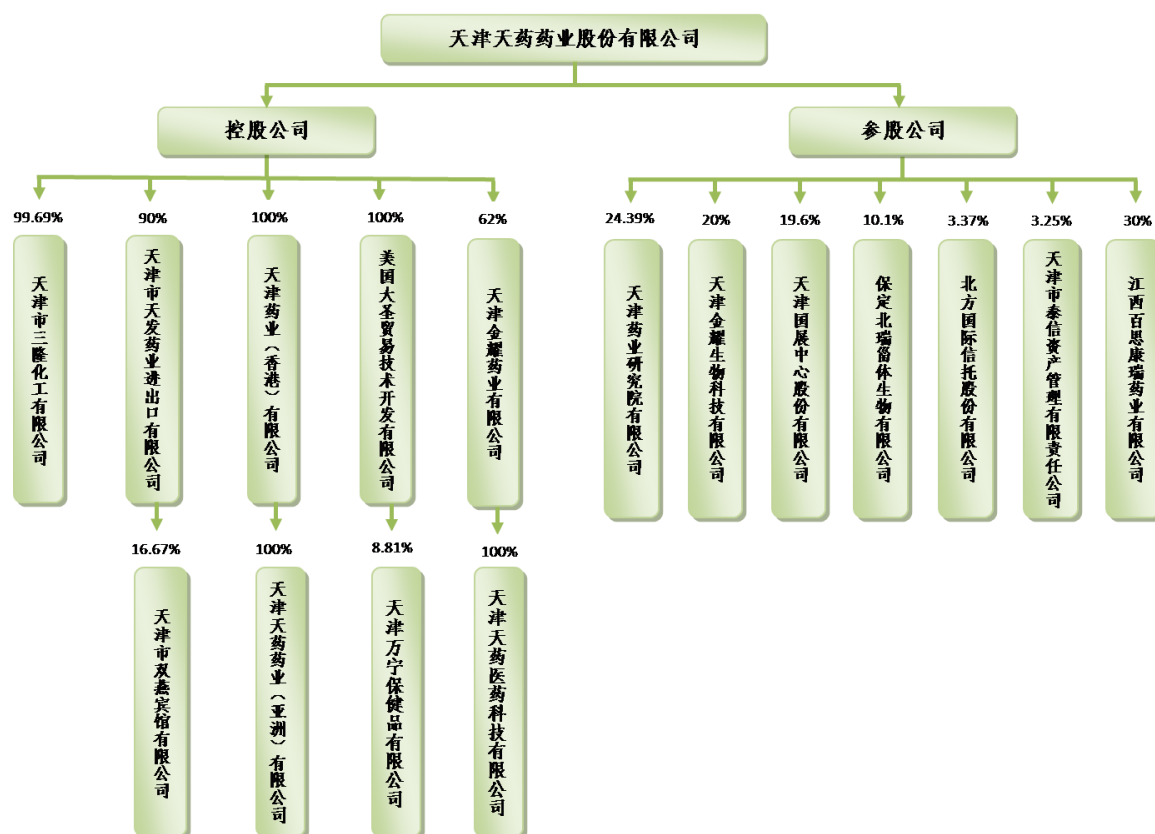 天津天药药业股份有限公司
控股公司
参股公司
99.69%
90%
100%
100%
62%
24.39%
20%
19.6%
10.1%
3.37%
3.25%
30%
天津市三隆化工有限公司
天津市天发药业进出口有限公司
天津药业（香港）有限公司
美国大圣贸易技术开发有限公司
天津金耀药业有限公司
天津药业研究院有限公司
天津金耀生物科技有限公司
天津国展中心股份有限公司
保定北瑞甾体生物有限公司
北方国际信托股份有限公司
天津市泰信资产管理有限责任公司
江西百思康瑞药业有限公司
16.67%
100%
8.81%
100%
天津市双燕宾馆有限公司
天津天药药业（亚洲）有限公司
天津万宁保健品有限公司
天津天药医药科技有限公司